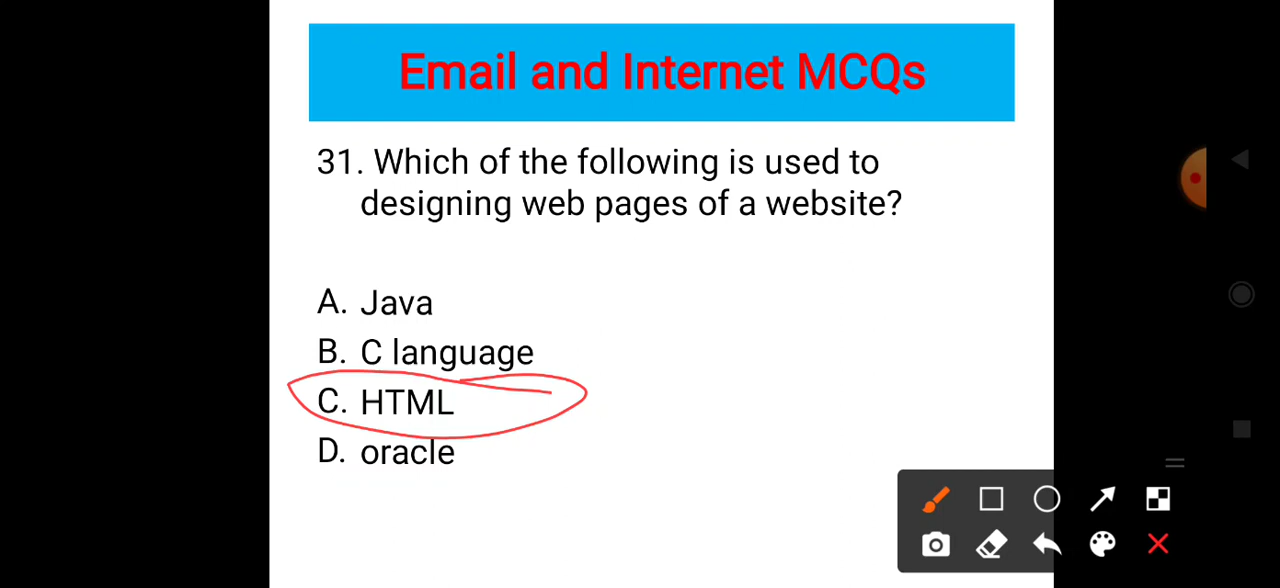 Email and Internet MCQs
31. Which of the following is used to
designing web pages of a website?
A. Java
B. C language
C. HTML
D. oracle